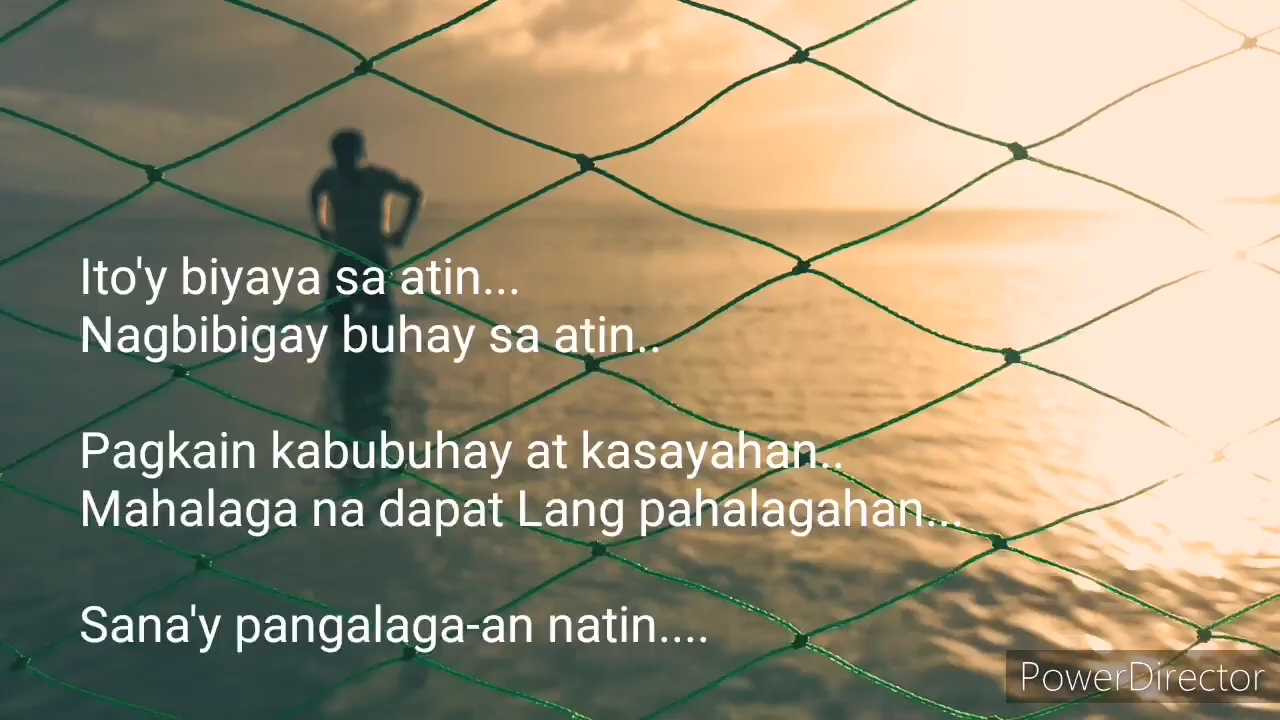 Ito'y biyaya sa atin...
Nagbibigay buhay sa atin..
Pagkain kabubuhay at kasayahan..
Mahalaga na dapat Lang pahalagahan...
Sana'y pangalaga-an natin....
PowerDirector